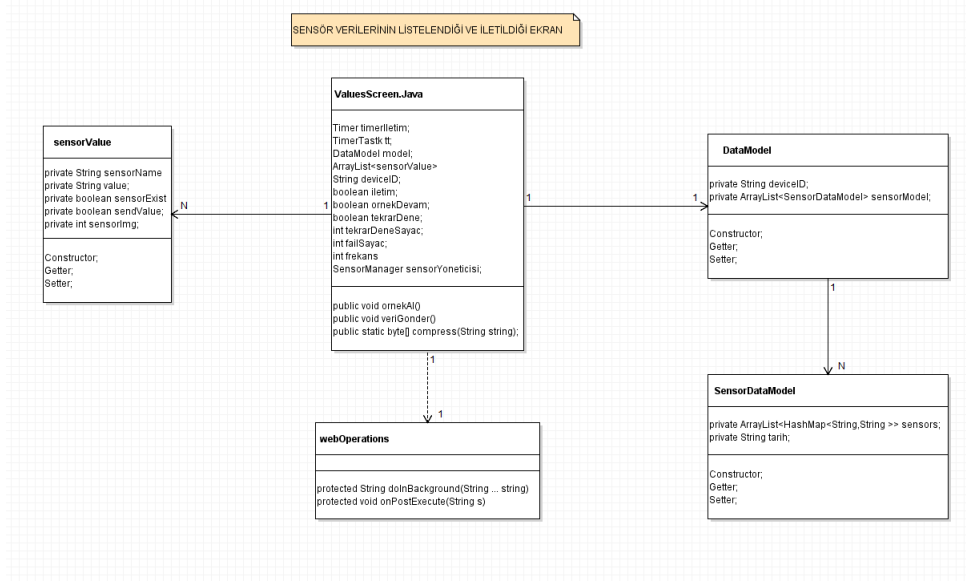 SENSÖR VERİLERİNİN LİSTELENDİĞİ VE İLETİLDİĞİ EKRAN
ValuesScreen.Java
Timer timerIletim;
TimerTastk tt;
DataModel model;
ArrayList<sensorValue>
String deviceID;
boolean iletim;
boolean ornekDevam;
boolean tekrarDene;
int tekrarDeneSayac;
int failSayac;
int frekans
SensorManager sensorYoneticisi;
public void ornekAl()
public void veriGonder()
public static byte[] compress(String string);
sensorValue
private String sensorName
private String value;
private boolean sensorExist
private boolean sendValue;
private int sensorImg;
Constructor;
Getter;
Setter;
N
1
1
1
DataModel
private String deviceID;
private ArrayList<SensorDataModel> sensorModel;
Constructor;
Getter;
Setter;
1
N
SensorDataModel
private ArrayList<HashMap<String,String >> sensors;
private String tarih;
Constructor;
Getter;
Setter;
1
1
webOperations
protected String doInBackground(String ... string)
protected void onPostExecute(String s)